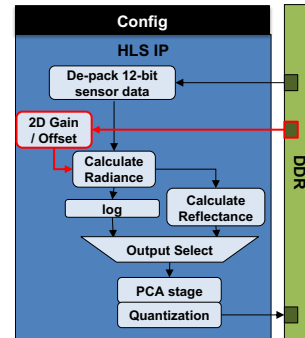 Config
HLS IP
De-pack 12-bit
sensor data
2D Gain
/ Offset
Calculate
Radiance
log
Calculate
Reflectance
Output Select
PCA stage
Quantization
DDR